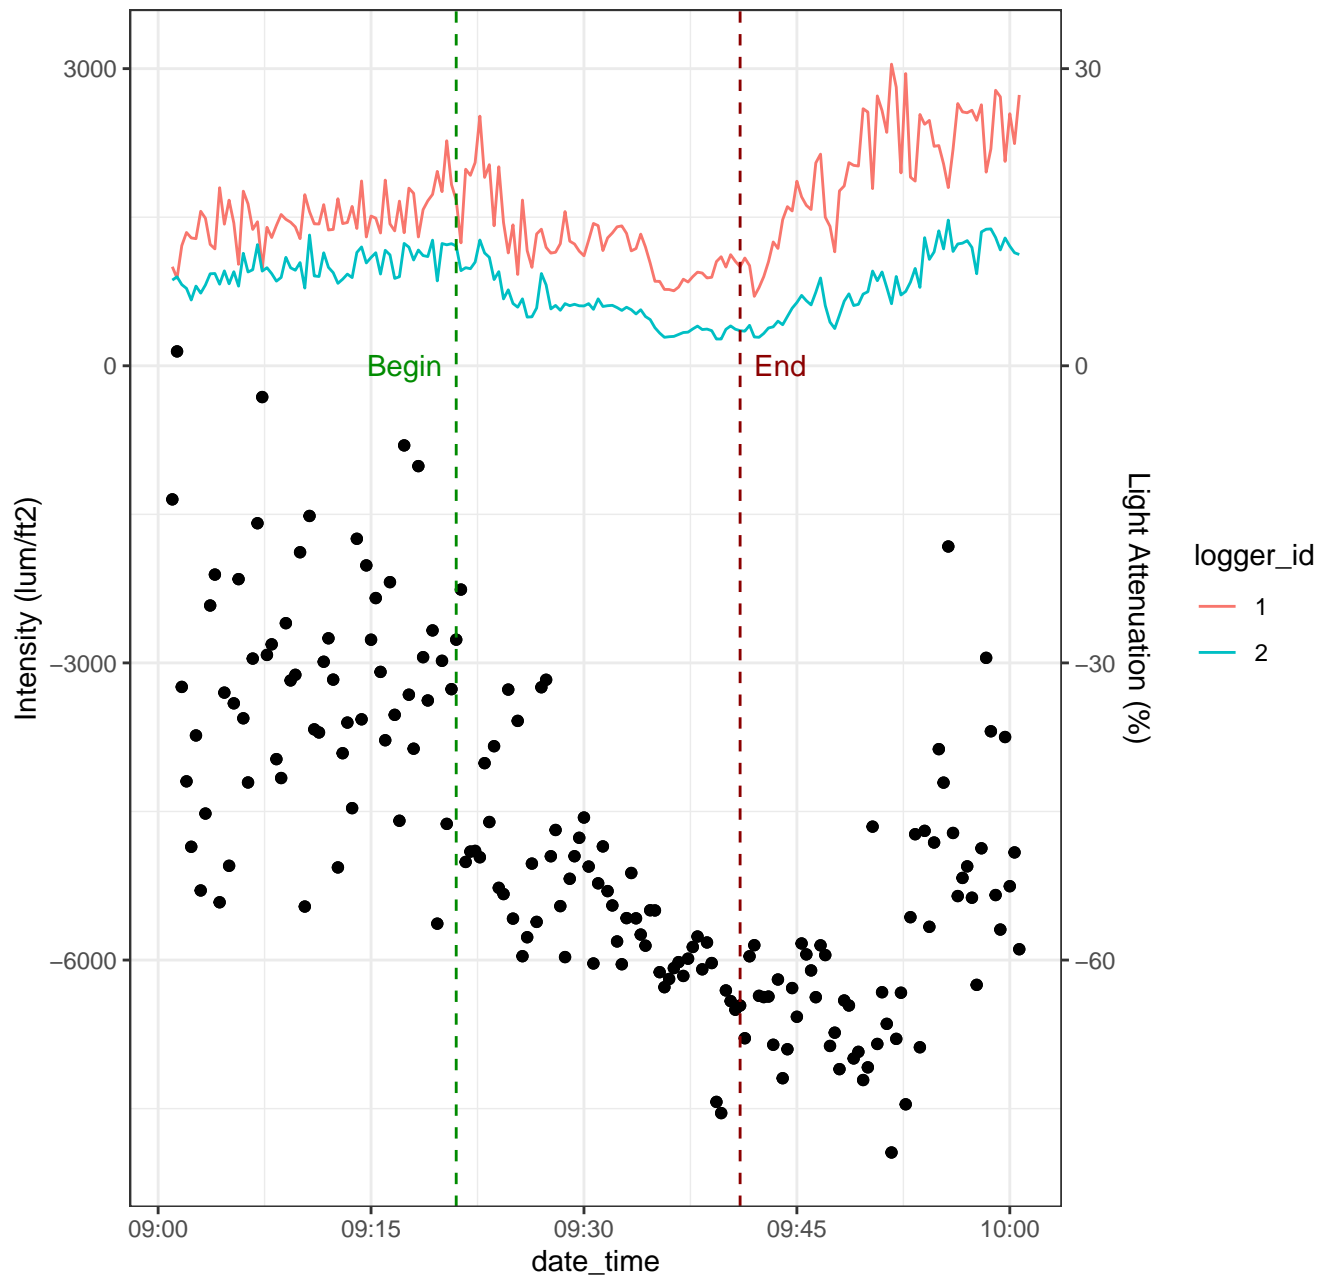 3000
0
−3000
−6000
30
0
−30
−60
Begin
End
Intensity (lum/ft2)
Light Attenuation (%)
logger_id
1
2
09:00
09:15
09:30
09:45
10:00
date_time